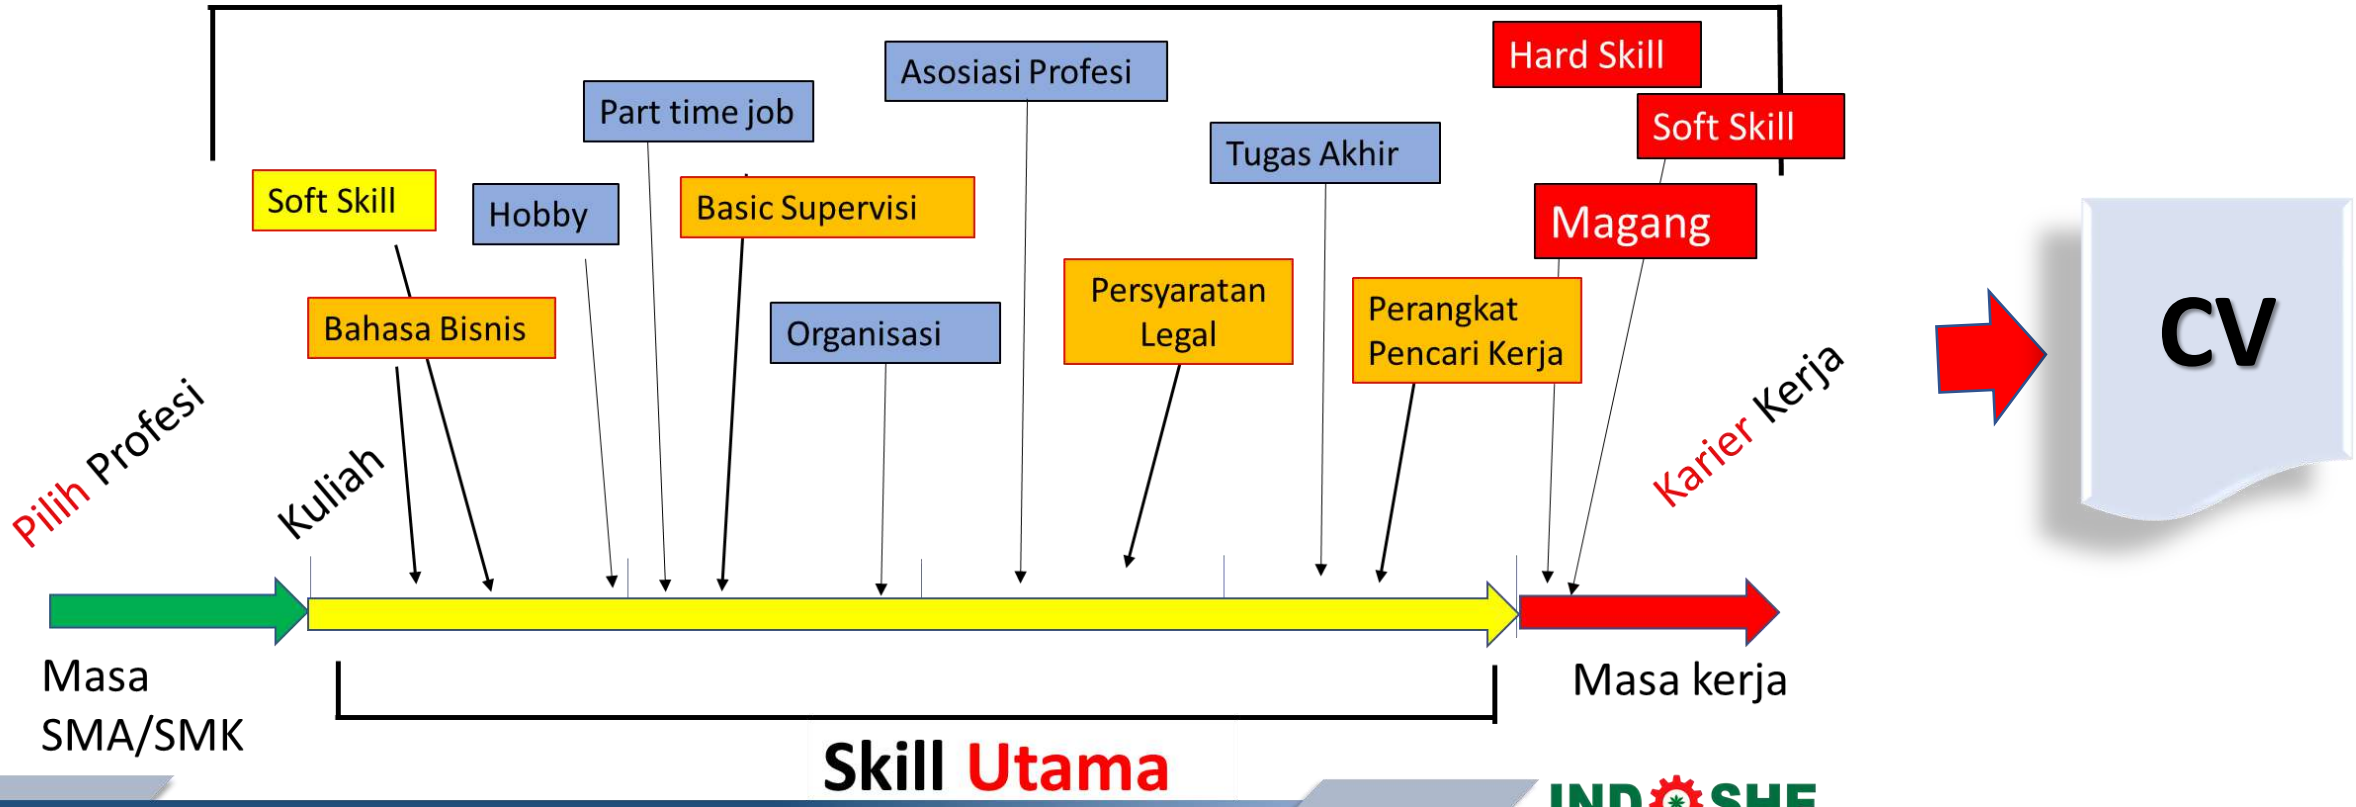 Hard Skill
Asosiasi Profesi
Part time job
Soft Skill
Tugas Akhir
Soft Skill
Hobby
Basic Supervisi
Magang
Bahasa Bisnis
Organisasi
Persyaratan
Legal
Perangkat
Pencari Kerja
CV
Pilih Profesi
Kuliah
Karier Kerja
Masa
SMA/SMK
Masa kerja
Skill Utama
INDOSHE